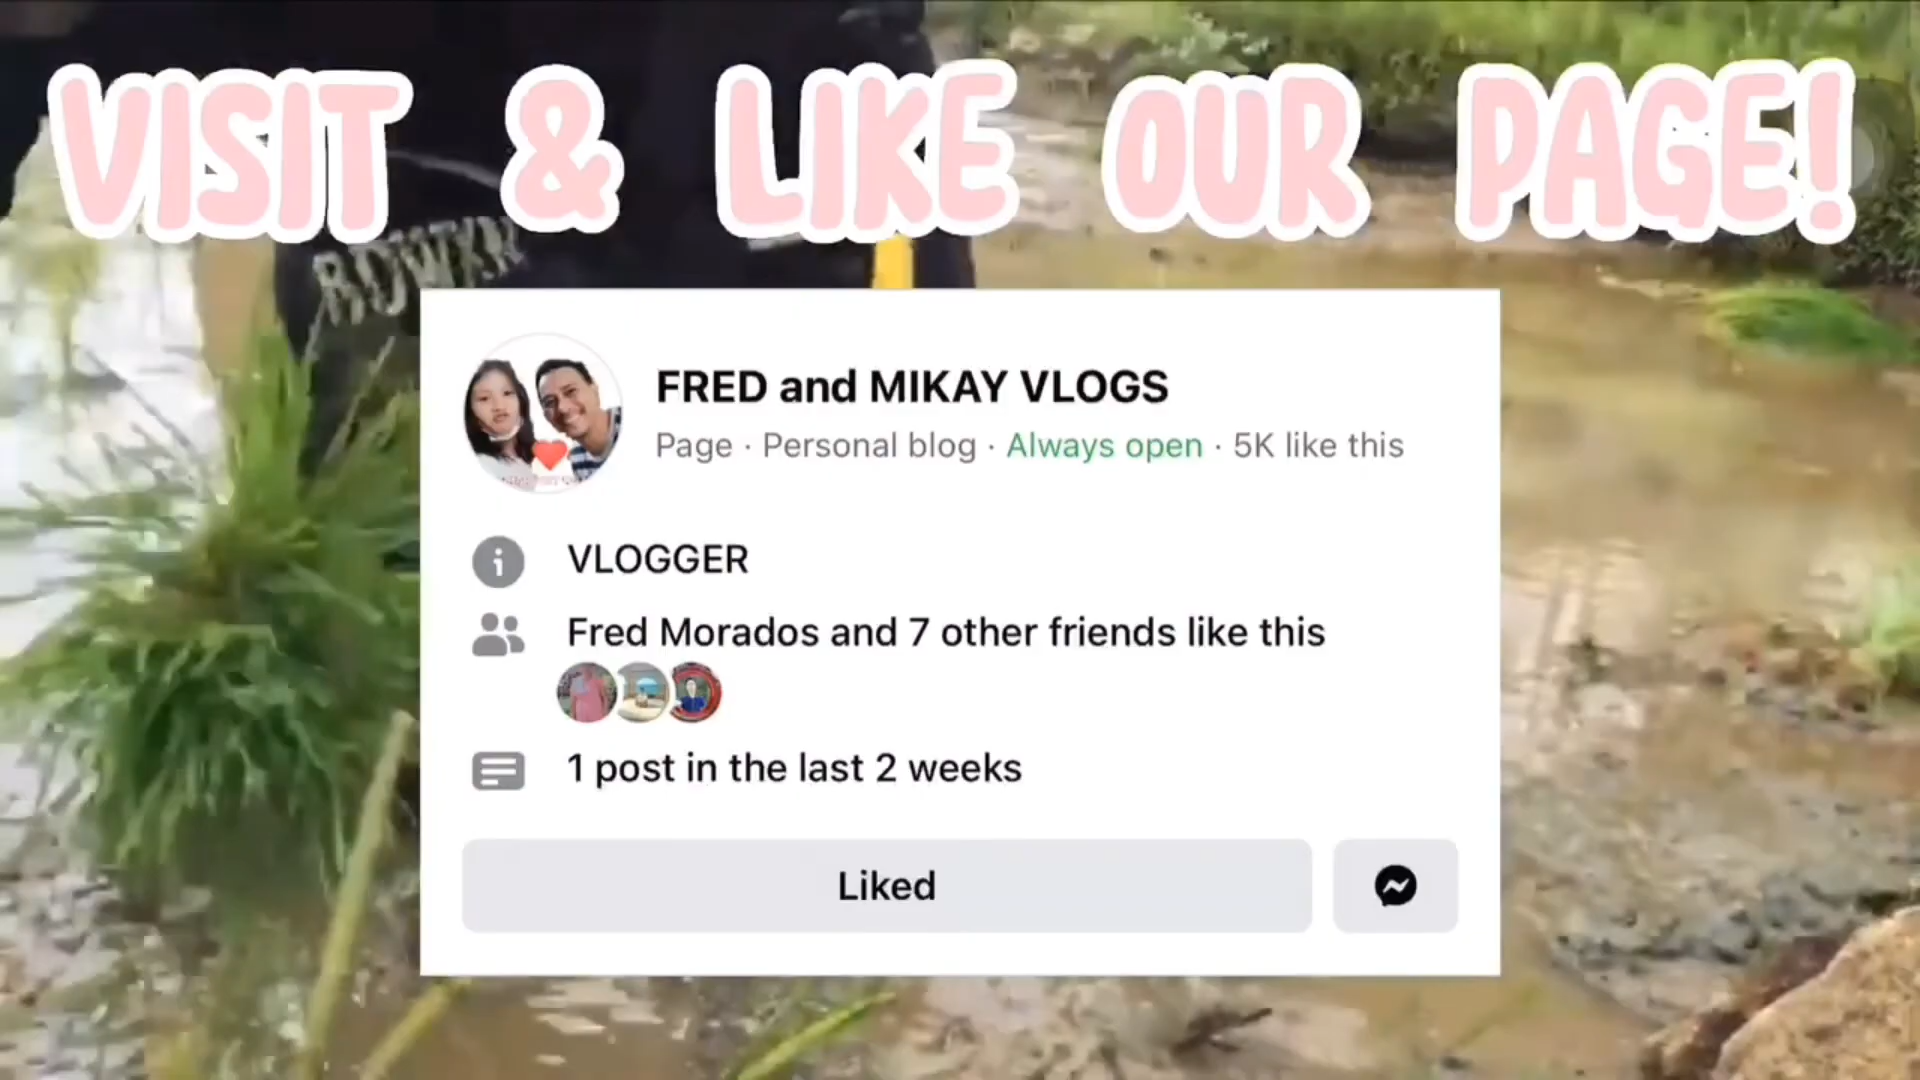 VISIT & LIKE OUR PAGE!
FRED and MIKAY VLOGS
Page · Personal blog · Always open · 5K like this
VLOGGER
Fred Morados and 7 other friends like this
1 post in the last 2 weeks
Liked